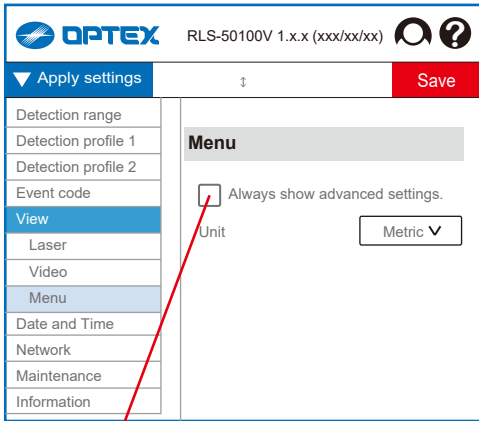 OPTEX RLS-50100V 1.x.x (xxx/xx/xx) ?
▼ Apply settings ↕ Save
Detection range
Detection profile 1
Detection profile 2
Event code
View
Laser
Video
Menu
Date and Time
Network
Maintenance
Information
Menu
Always show advanced settings.
Unit Metric